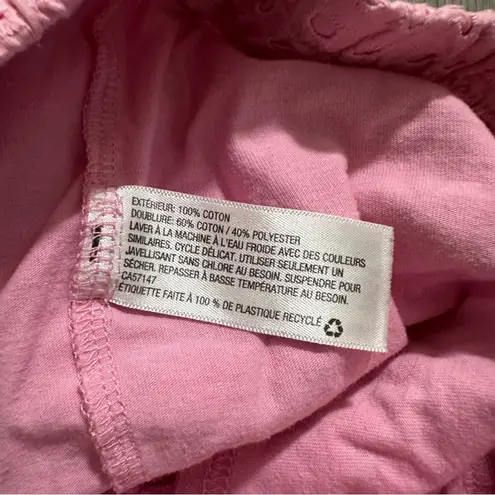 EXTÉRIEUR: 100% COTON
DOUBLURE: 60% COTON / 40% POLYESTER
LAVER À LA MACHINE À L'EAU FROIDE AVEC DES COULEURS
SIMILAIRES. CYCLE DÉLICAT. UTILISER SEULEMENT UN
JAVELLISANT SANS CHLORE AU BESOIN. SUSPENDRE POUR
SÉCHER. REPASSER À BASSE TEMPÉRATURE AU BESOIN.
CA57147
ÉTIQUETTE FAITE À 100 % DE PLASTIQUE RECYCLÉ